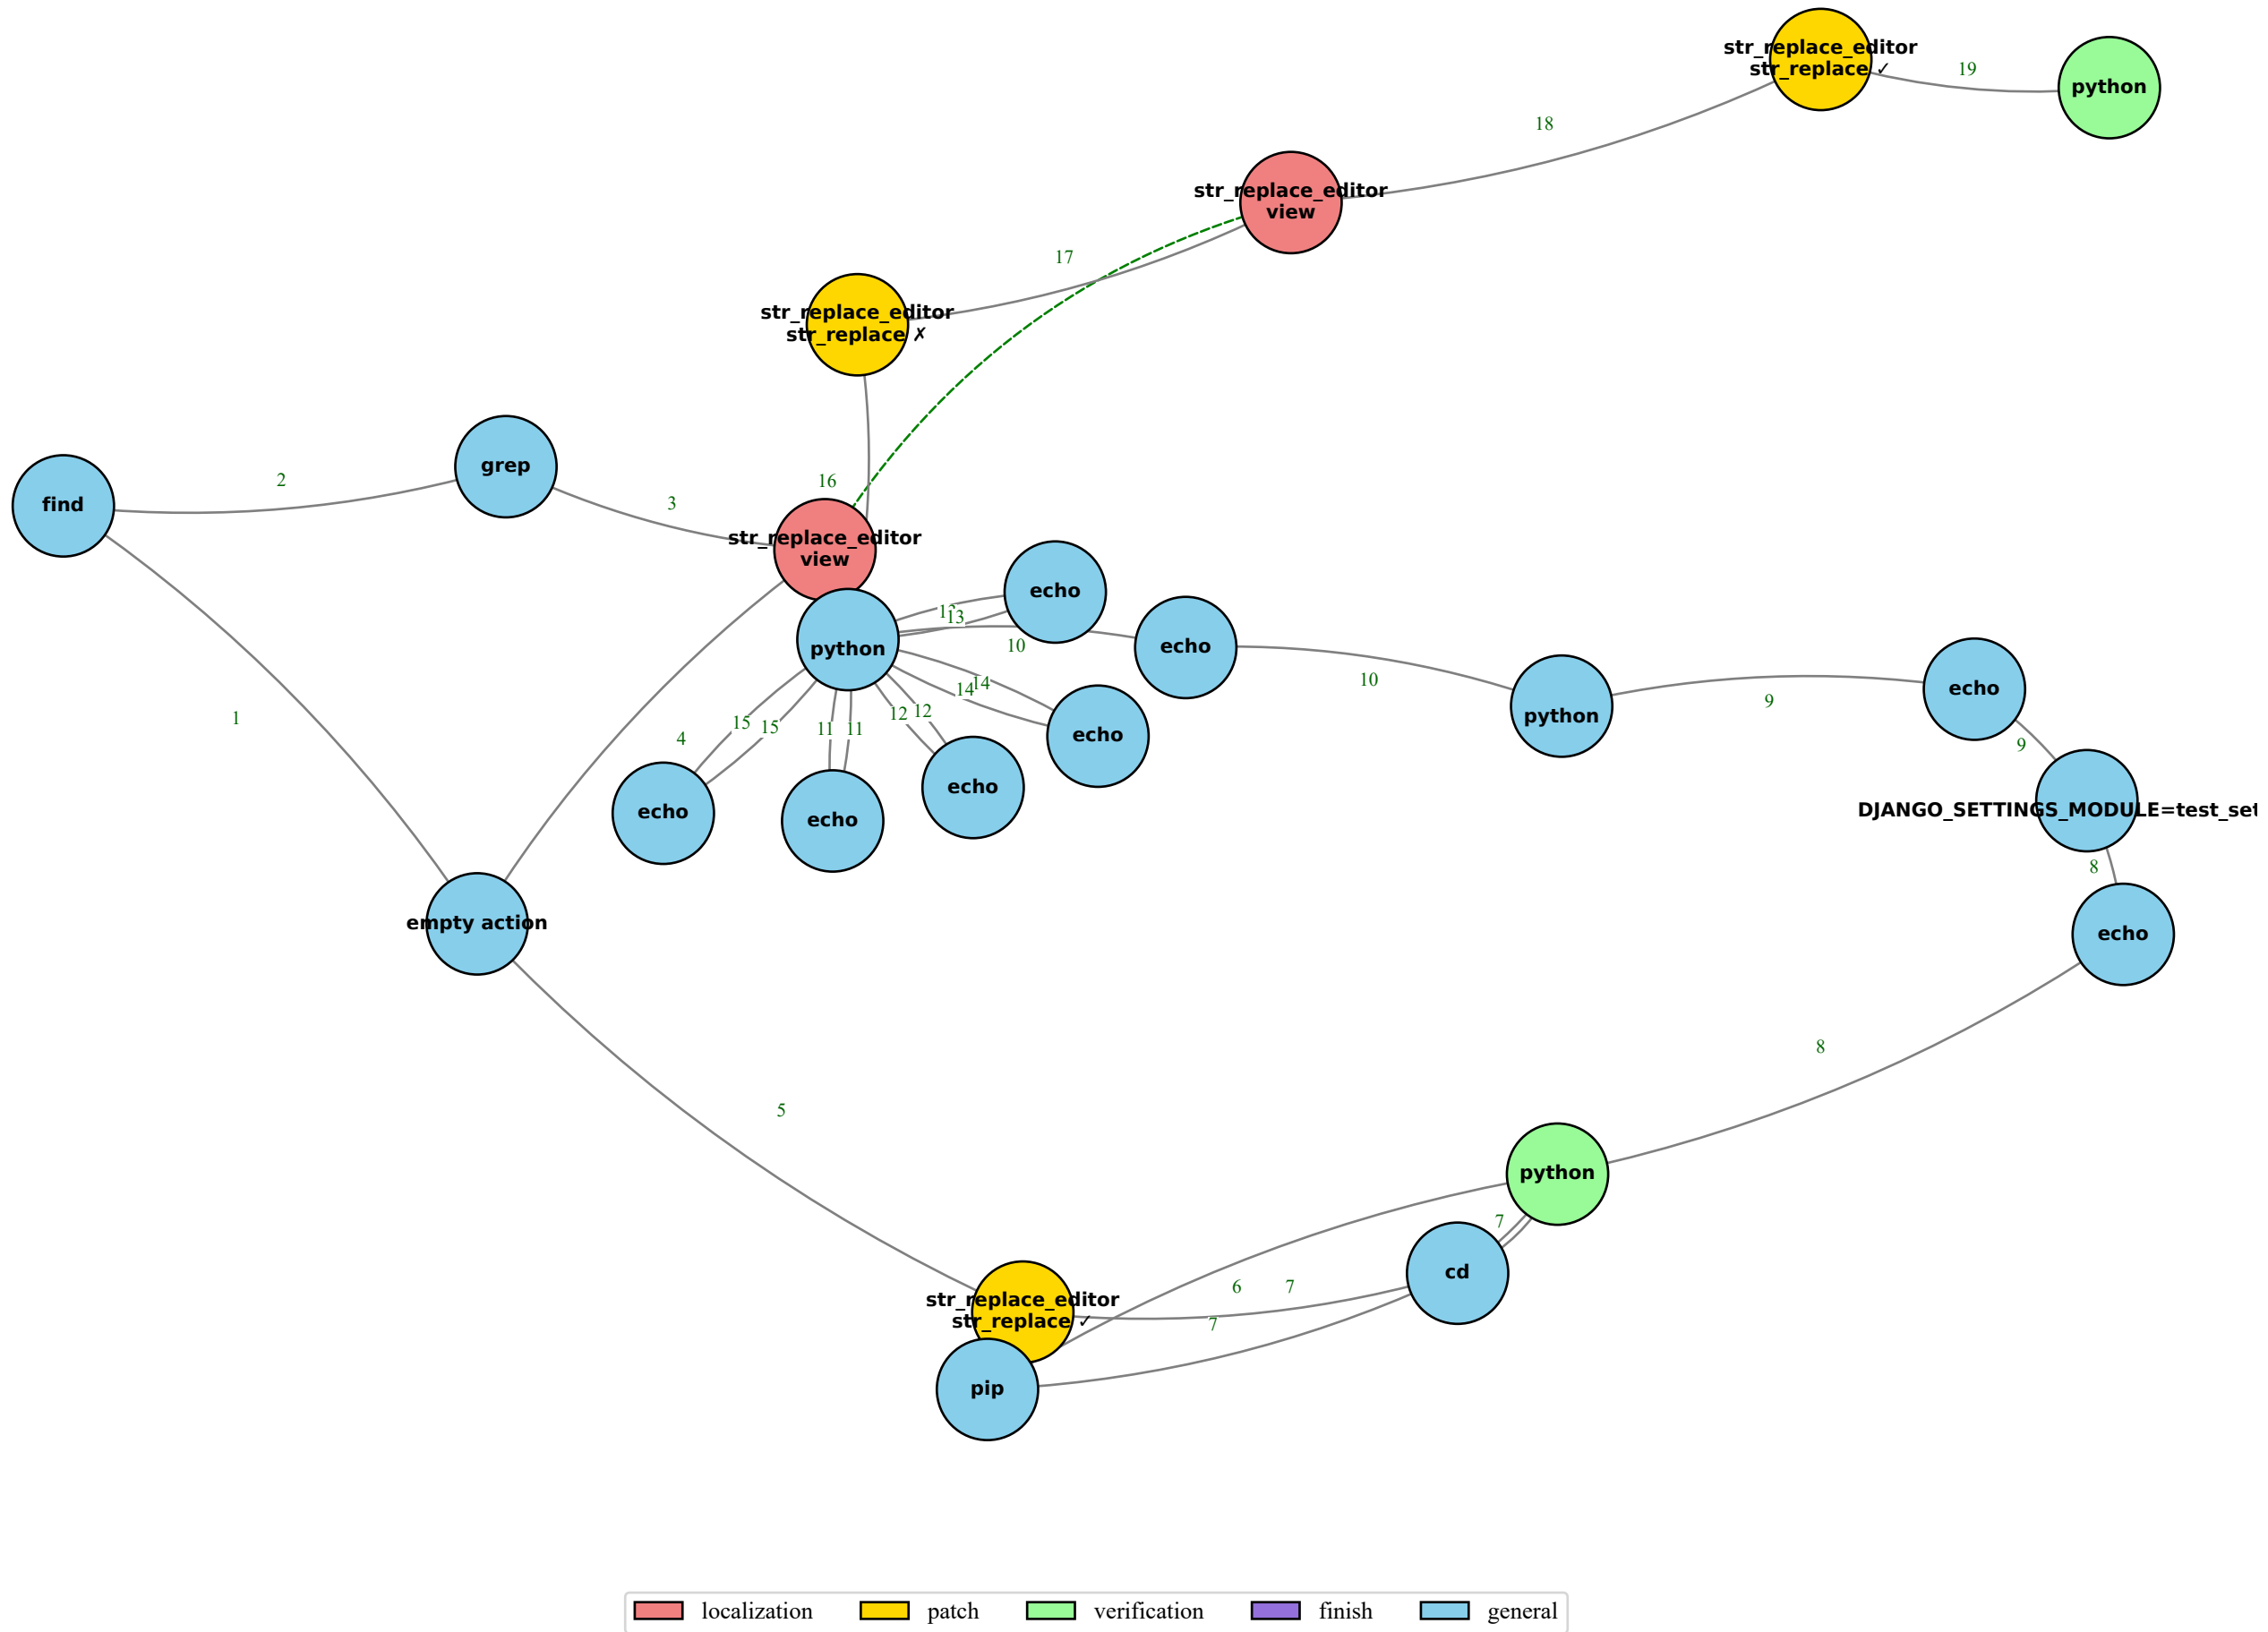 str_replace_editor
str_replace ✓
19
python
18
str_replace_editor
view
17
str_replace_editor
str_replace ✗
grep
2
find
3
16
str_replace_editor
view
echo
13
10
python
echo
10
echo
9
1
4
15
15
11
11
12
12
14
14
echo
python
9
echo
echo
echo
DJANGO_SETTINGS_MODULE=test_set
8
empty action
echo
8
5
python
7
cd
6
7
str_replace_editor
str_replace ✓
7
pip
localization
patch
verification
finish
general